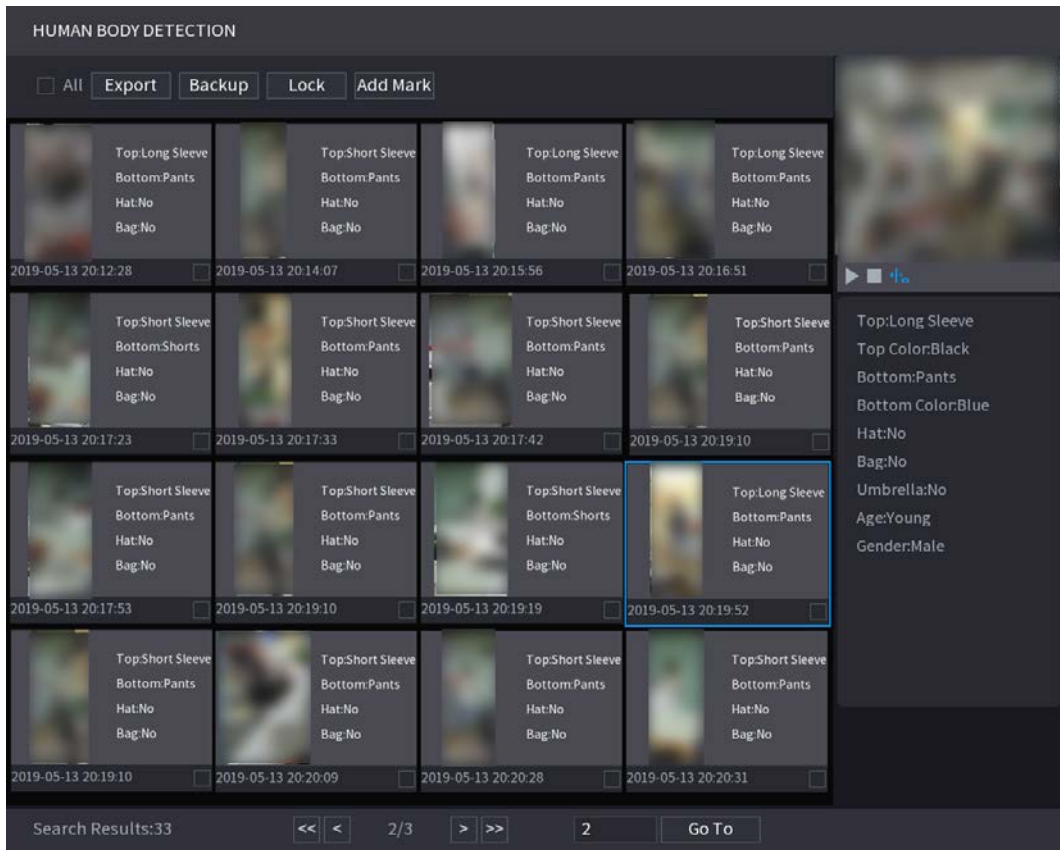 HUMAN BODY DETECTION
All Export Backup Lock Add Mark
Top:Long Sleeve
Bottom:Pants
Hat:No
Bag:No
2019-05-13 20:12:28
Top:Short Sleeve
Bottom:Pants
Hat:No
Bag:No
2019-05-13 20:14:07
Top:Long Sleeve
Bottom:Pants
Hat:No
Bag:No
2019-05-13 20:15:56
Top:Long Sleeve
Bottom:Pants
Hat:No
Bag:No
2019-05-13 20:16:51
Top:Short Sleeve
Bottom:Shorts
Hat:No
Bag:No
2019-05-13 20:17:23
Top:Short Sleeve
Bottom:Pants
Hat:No
Bag:No
2019-05-13 20:17:33
Top:Short Sleeve
Bottom:Pants
Hat:No
Bag:No
2019-05-13 20:17:42
Top:Short Sleeve
Bottom:Pants
Hat:No
Bag:No
2019-05-13 20:19:10
Top:Short Sleeve
Bottom:Pants
Hat:No
Bag:No
2019-05-13 20:17:53
Top:Short Sleeve
Bottom:Pants
Hat:No
Bag:No
2019-05-13 20:19:10
Top:Short Sleeve
Bottom:Shorts
Hat:No
Bag:No
2019-05-13 20:19:19
Top:Long Sleeve
Bottom:Pants
Hat:No
Bag:No
2019-05-13 20:19:52
Top:Short Sleeve
Bottom:Pants
Hat:No
Bag:No
2019-05-13 20:19:10
Top:Short Sleeve
Bottom:Pants
Hat:No
Bag:No
2019-05-13 20:20:09
Top:Short Sleeve
Bottom:Pants
Hat:No
Bag:No
2019-05-13 20:20:28
Top:Short Sleeve
Bottom:Pants
Hat:No
Bag:No
2019-05-13 20:20:31
Top:Long Sleeve
Top Color:Black
Bottom:Pants
Bottom Color:Blue
Hat:No
Bag:No
Umbrella:No
Age:Young
Gender:Male
Search Results:33 << < 2/3 > >> 2 Go To